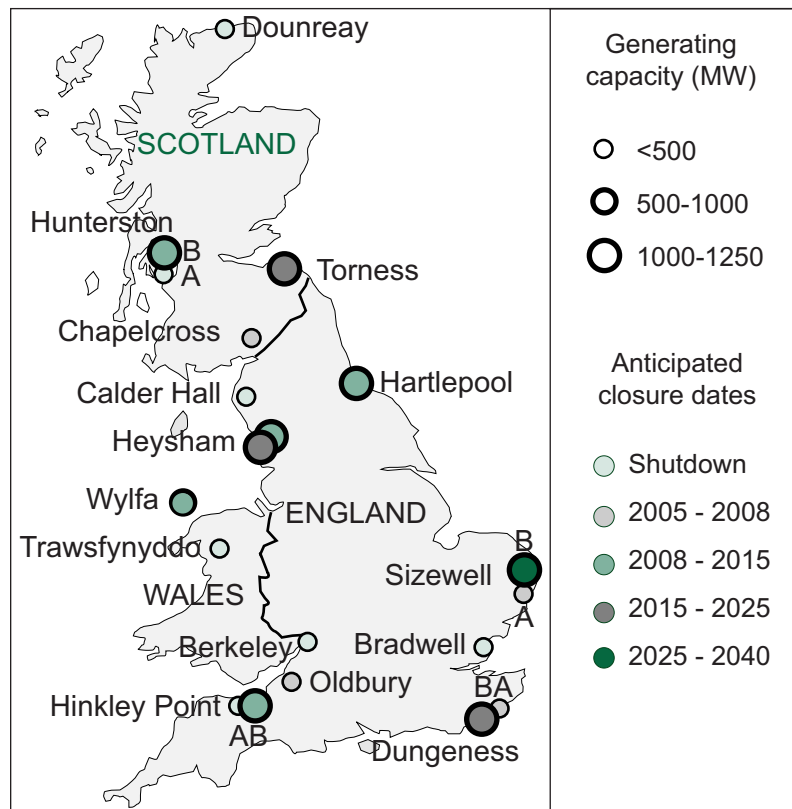 Dounreay
SCOTLAND
Hunterston
B
A
Torness
Chapelcross
Calder Hall
Hartlepool
Heysham
Wylfa
ENGLAND
Trawsfynyddo
B
Sizewell
A
WALES
Berkeley
Bradwell
Oldbury
BA
Hinkley Point
AB
Dungeness
Generating
capacity (MW)
<500
500-1000
1000-1250
Anticipated
closure dates
Shutdown
2005 - 2008
2008 - 2015
2015 - 2025
2025 - 2040